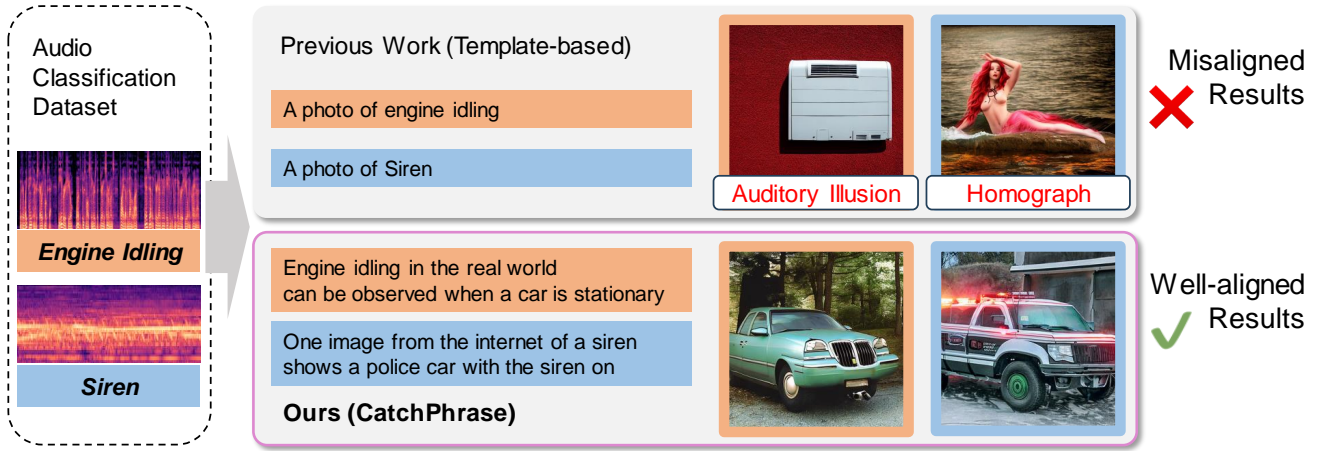 Audio
Classification
Dataset
Engine Idling
Siren
Previous Work (Template-based)
A photo of engine idling
A photo of Siren
Auditory Illusion
Homograph
Misaligned
Results
Engine idling in the real world
can be observed when a car is stationary
One image from the internet of a siren
shows a police car with the siren on
Ours (CatchPhrase)
Well-aligned
Results